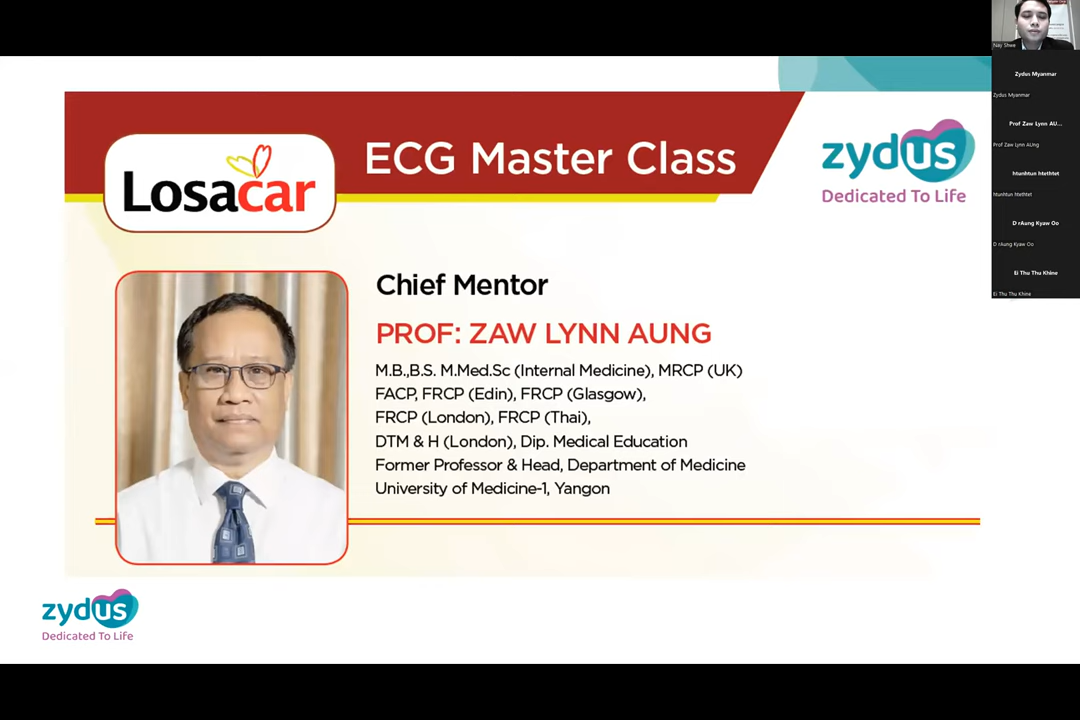 Losacar
ECG Master Class
zydus
Dedicated To Life
Chief Mentor
PROF: ZAW LYNN AUNG
M.B.,B.S. M.Med.Sc (Internal Medicine), MRCP (UK)
FACP, FRCP (Edin), FRCP (Glasgow),
FRCP (London), FRCP (Thai),
DTM & H (London), Dip. Medical Education
Former Professor & Head, Department of Medicine
University of Medicine-1, Yangon
zydus
Dedicated To Life
Nay Shwe
Zydus Myanmar
Zydus Myanmar
Prof Zaw Lynn AU...
Prof Zaw Lynn AUng
htunhtun htethtet
htunhtun htethtet
D rAung Kyaw Oo
D rAung Kyaw Oo
Ei Thu Thu Khine
Ei Thu Thu Khine